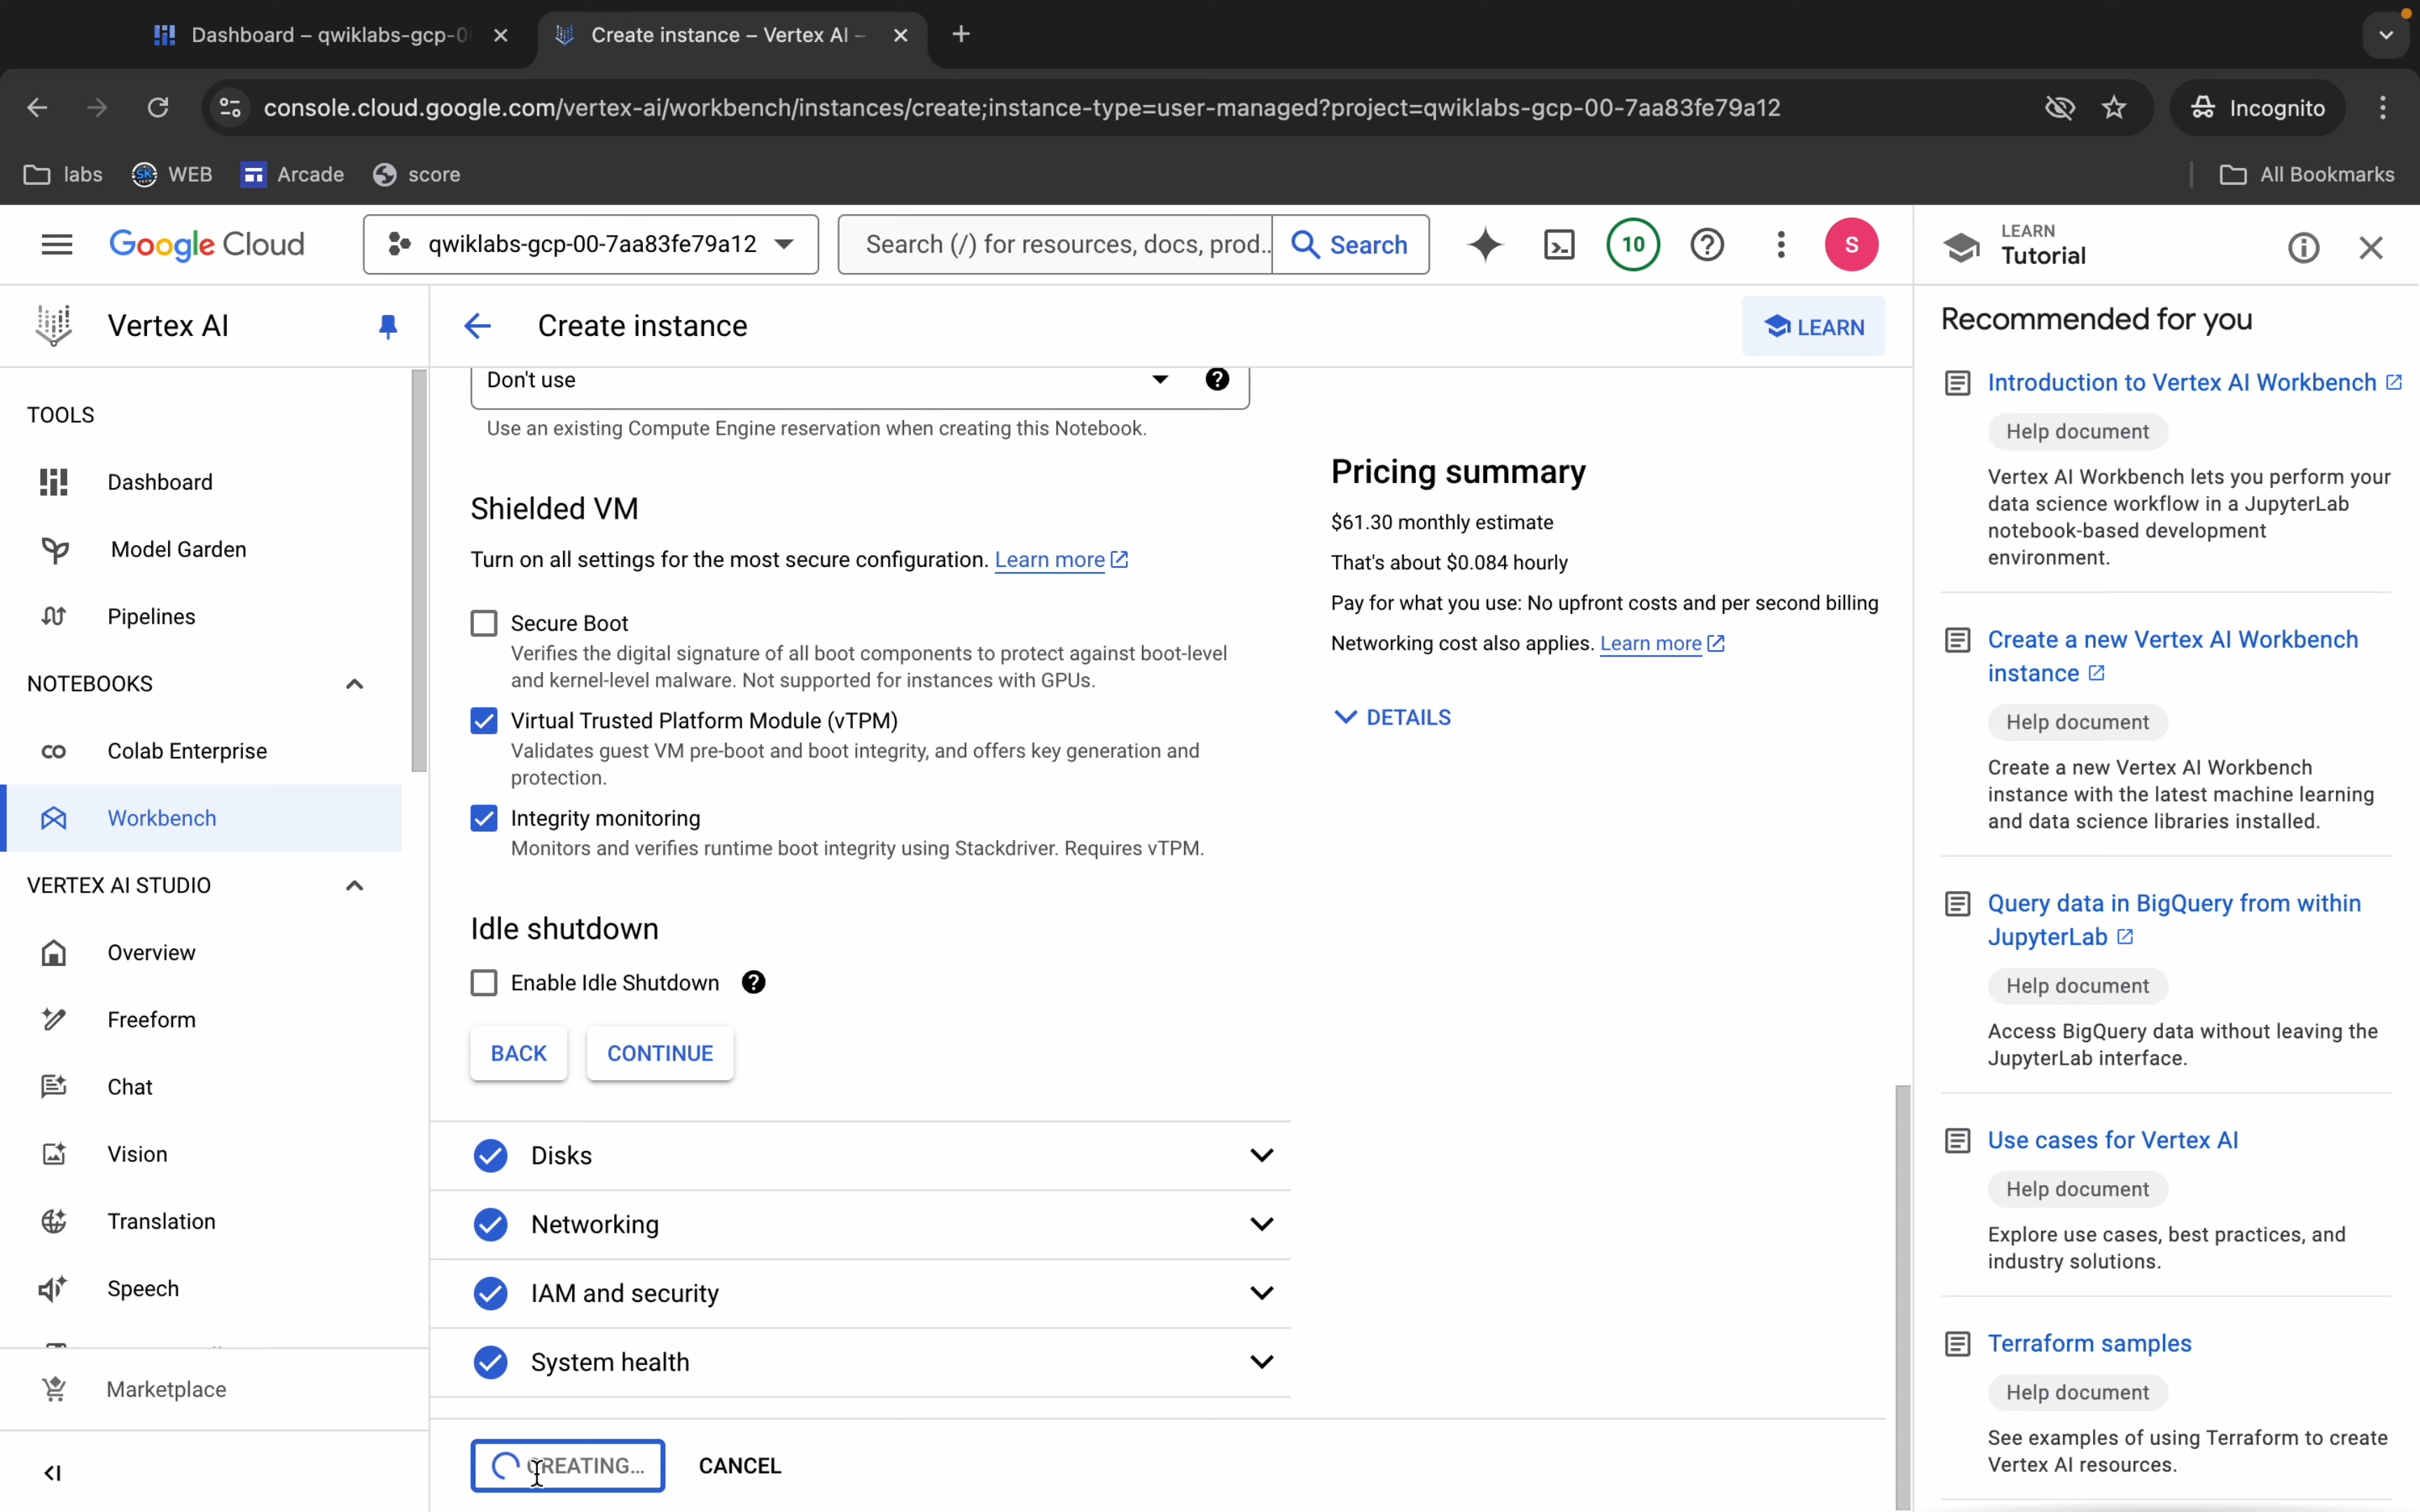 Dashboard – qwiklabs-gcp-0
Create instance – Vertex AI –
console.cloud.google.com/vertex-ai/workbench/instances/create;instance-type=user-managed?project=qwiklabs-gcp-00-7aa83fe79a12
Incognito
labs
WEB
Arcade
score
All Bookmarks
Google Cloud
qwiklabs-gcp-00-7aa83fe79a12
Search (/) for resources, docs, prod...
Search
10
S
LEARN
Tutorial
Vertex AI
Create instance
LEARN
TOOLS
Dashboard
Model Garden
Pipelines
NOTEBOOKS
Colab Enterprise
Workbench
VERTEX AI STUDIO
Overview
Freeform
Chat
Vision
Translation
Speech
Marketplace
Don't use
Use an existing Compute Engine reservation when creating this Notebook.
Shielded VM
Turn on all settings for the most secure configuration. Learn more
Secure Boot
Verifies the digital signature of all boot components to protect against boot-level
and kernel-level malware. Not supported for instances with GPUs.
Virtual Trusted Platform Module (vTPM)
Validates guest VM pre-boot and boot integrity, and offers key generation and
protection.
Integrity monitoring
Monitors and verifies runtime boot integrity using Stackdriver. Requires vTPM.
Idle shutdown
Enable Idle Shutdown
BACK
CONTINUE
Disks
Networking
IAM and security
System health
CREATING...
CANCEL
Pricing summary
$61.30 monthly estimate
That's about $0.084 hourly
Pay for what you use: No upfront costs and per second billing
Networking cost also applies. Learn more
DETAILS
Recommended for you
Introduction to Vertex AI Workbench
Help document
Vertex AI Workbench lets you perform your
data science workflow in a JupyterLab
notebook-based development
environment.
Create a new Vertex AI Workbench
instance
Help document
Create a new Vertex AI Workbench
instance with the latest machine learning
and data science libraries installed.
Query data in BigQuery from within
JupyterLab
Help document
Access BigQuery data without leaving the
JupyterLab interface.
Use cases for Vertex AI
Help document
Explore use cases, best practices, and
industry solutions.
Terraform samples
Help document
See examples of using Terraform to create
Vertex AI resources.